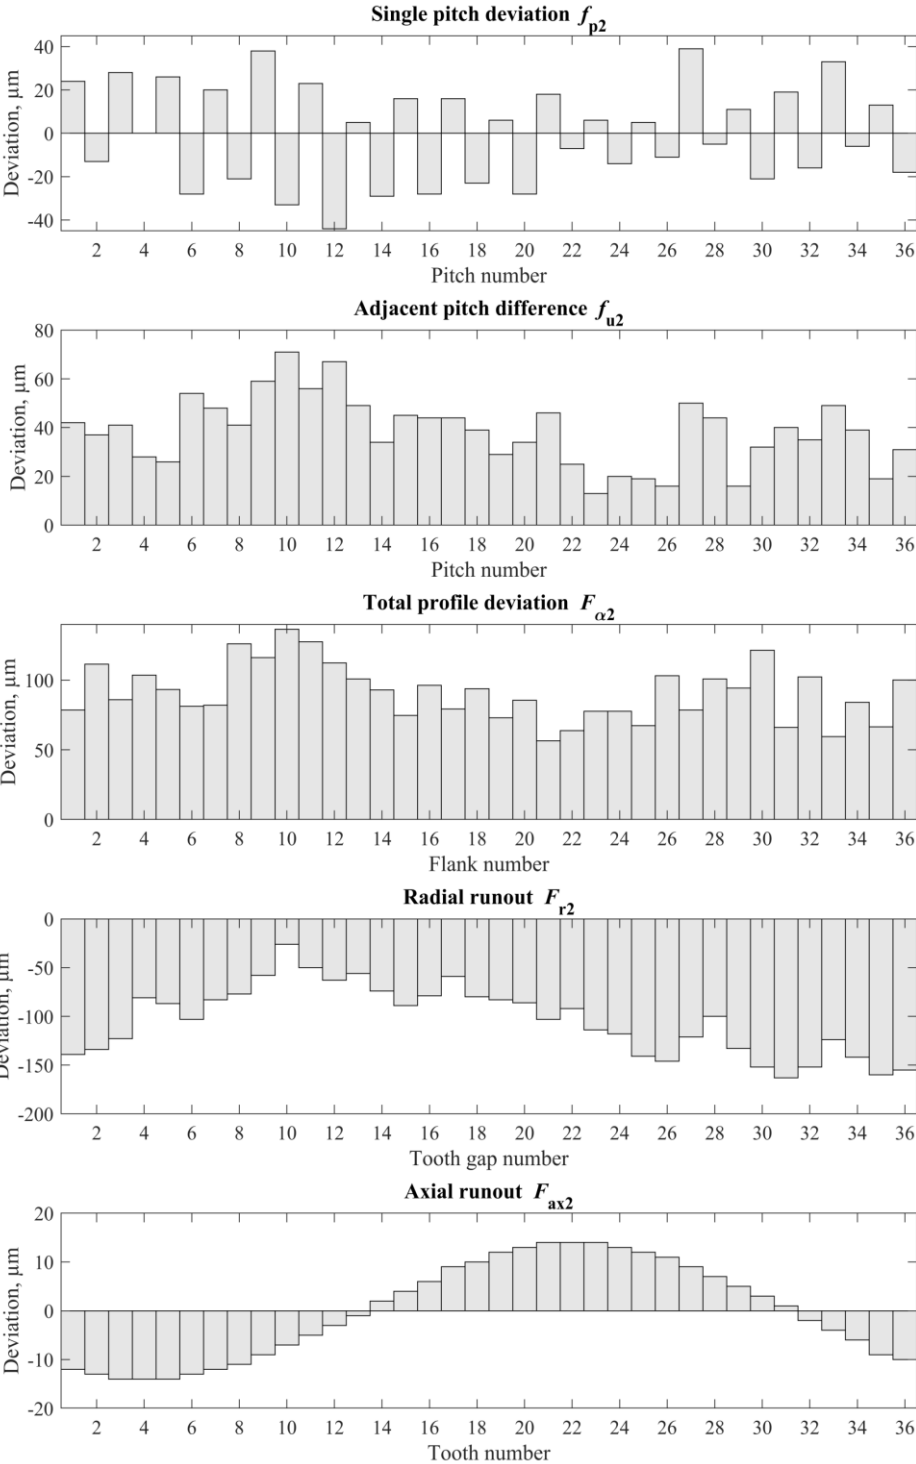 Single pitch deviation fp2
40
20
0
-20
-40
Deviation, μm
2 4 6 8 10 12 14 16 18 20 22 24 26 28 30 32 34 36
Pitch number
Adjacent pitch difference fu2
80
60
40
20
0
Deviation, μm
2 4 6 8 10 12 14 16 18 20 22 24 26 28 30 32 34 36
Pitch number
Total profile deviation Fα2
100
50
0
Deviation, μm
2 4 6 8 10 12 14 16 18 20 22 24 26 28 30 32 34 36
Flank number
Radial runout Fr2
0
-50
-100
-150
-200
Deviation, μm
2 4 6 8 10 12 14 16 18 20 22 24 26 28 30 32 34 36
Tooth gap number
Axial runout Fax2
20
10
0
-10
-20
Deviation, μm
2 4 6 8 10 12 14 16 18 20 22 24 26 28 30 32 34 36
Tooth number